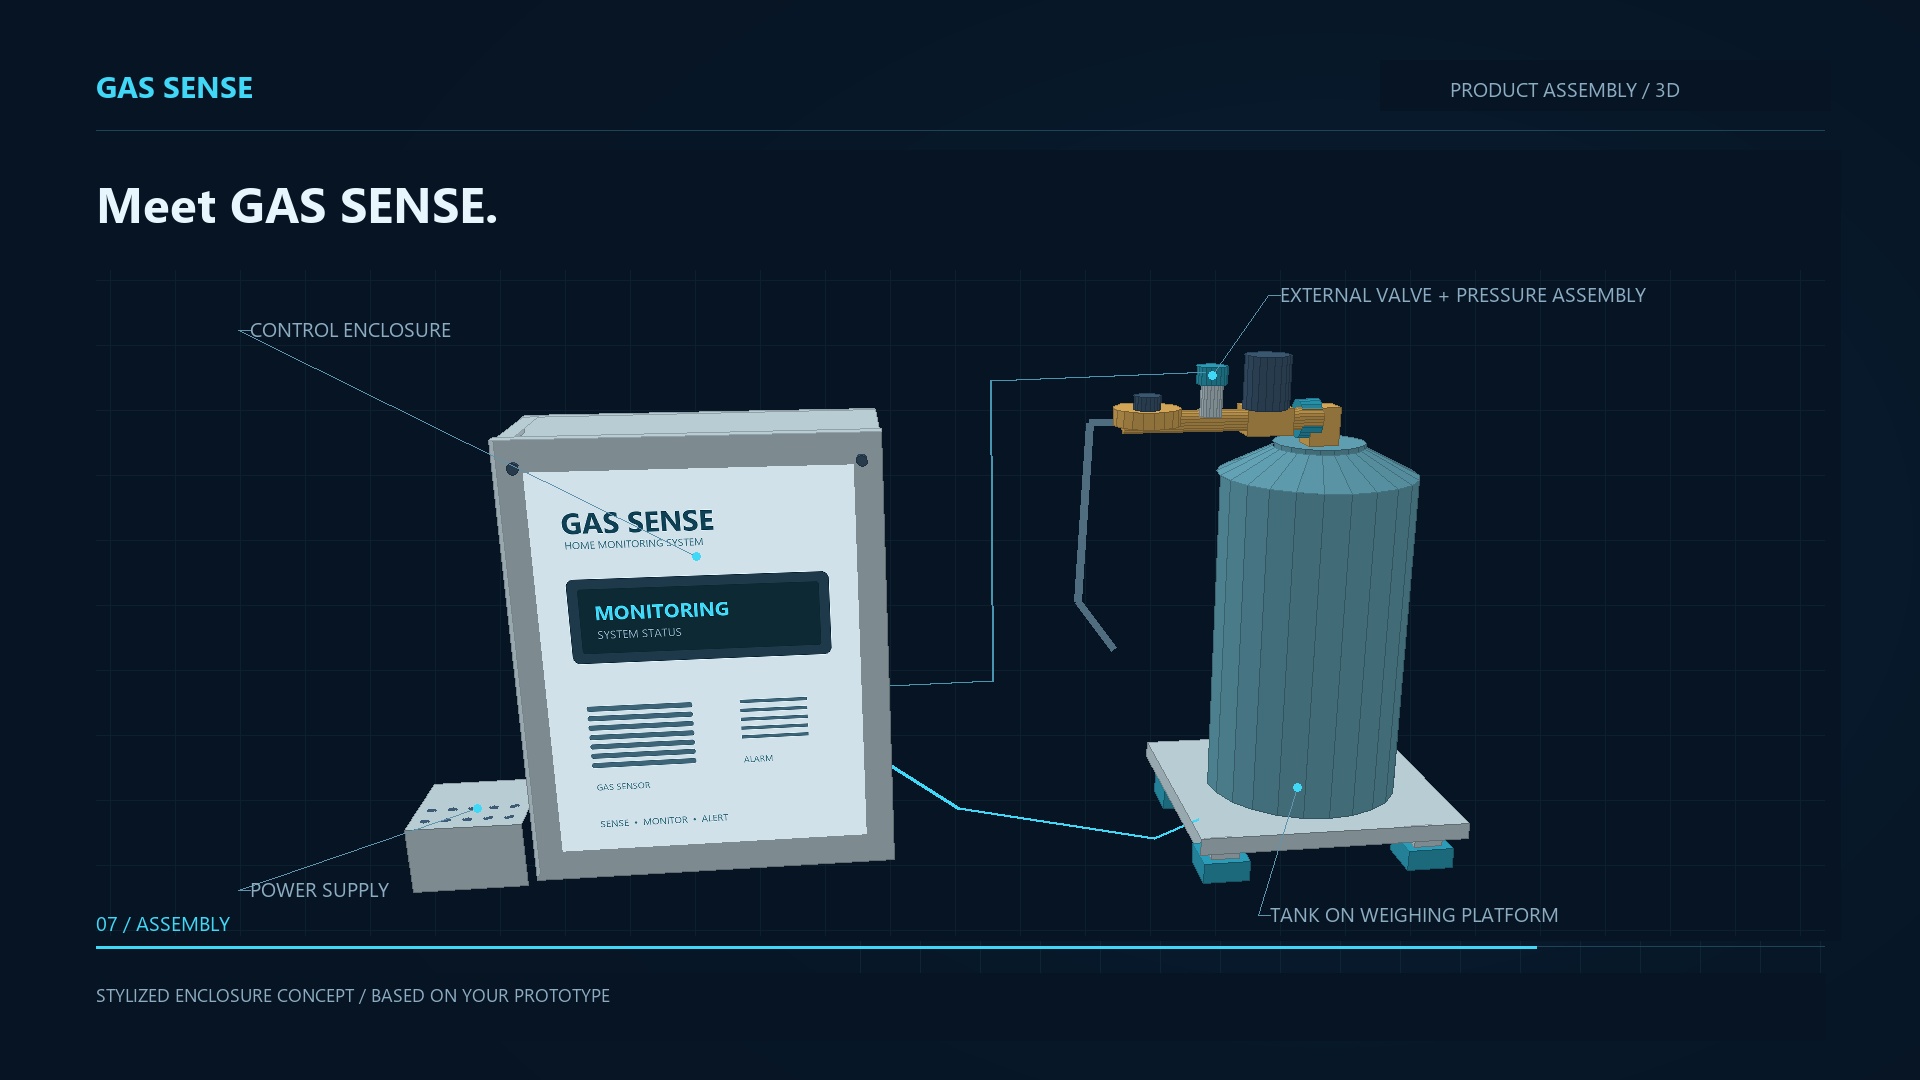 GAS SENSE
PRODUCT ASSEMBLY / 3D
Meet GAS SENSE.
EXTERNAL VALVE + PRESSURE ASSEMBLY
CONTROL ENCLOSURE
GAS SENSE
HOME MONITORING SYSTEM
MONITORING
SYSTEM STATUS
ALARM
GAS SENSOR
SENSE • MONITOR • ALERT
POWER SUPPLY
TANK ON WEIGHING PLATFORM
07 / ASSEMBLY
STYLIZED ENCLOSURE CONCEPT / BASED ON YOUR PROTOTYPE